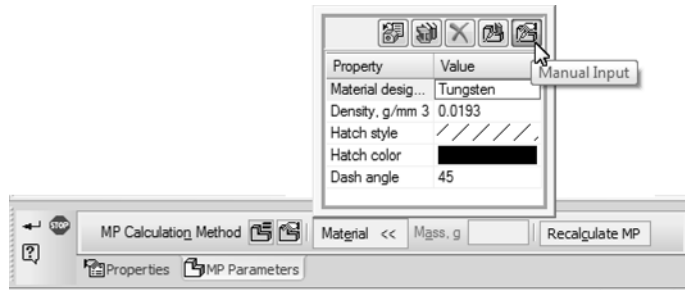 Property Value
Manual Input
Material desig... Tungsten
Density, g/mm 3 0.0193
Hatch style
Hatch color
Dash angle 45
STOP
MP Calculation Method Material << Mass, g Recalculate MP
?
Properties MP Parameters